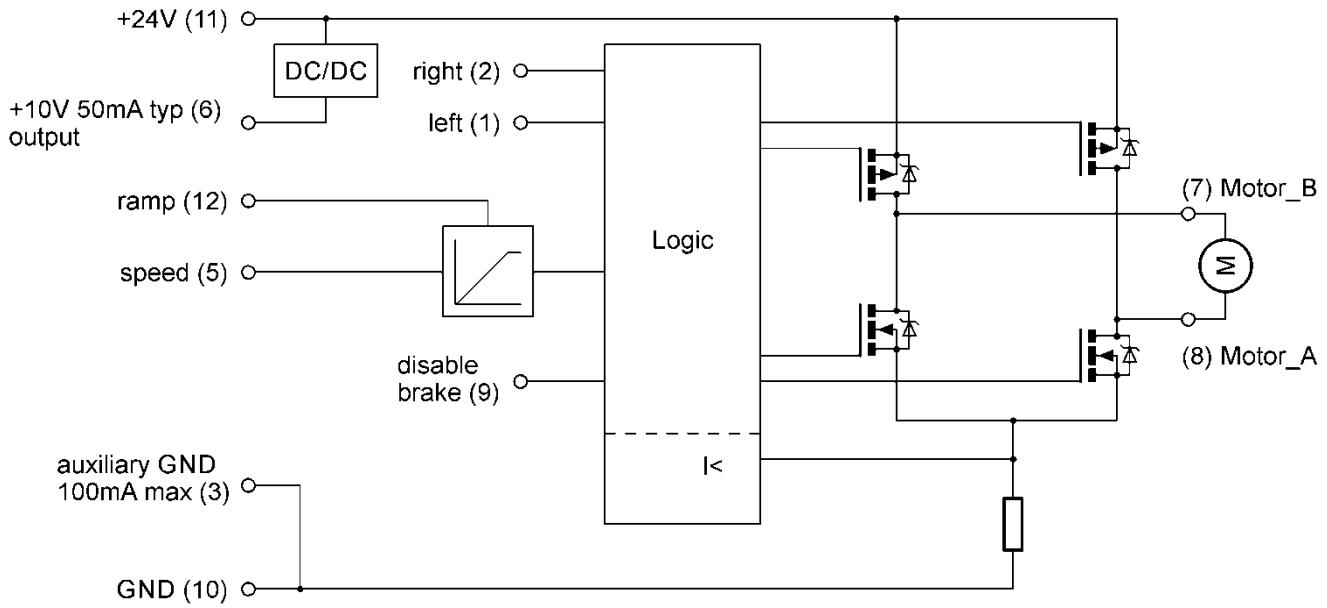 +24V (11)
DC/DC
+10V 50mA typ (6)
output
right (2)
left (1)
ramp (12)
speed (5)
Logic
disable
brake (9)
I<
auxiliary GND
100mA max (3)
GND (10)
(7) Motor_B
M
(8) Motor_A